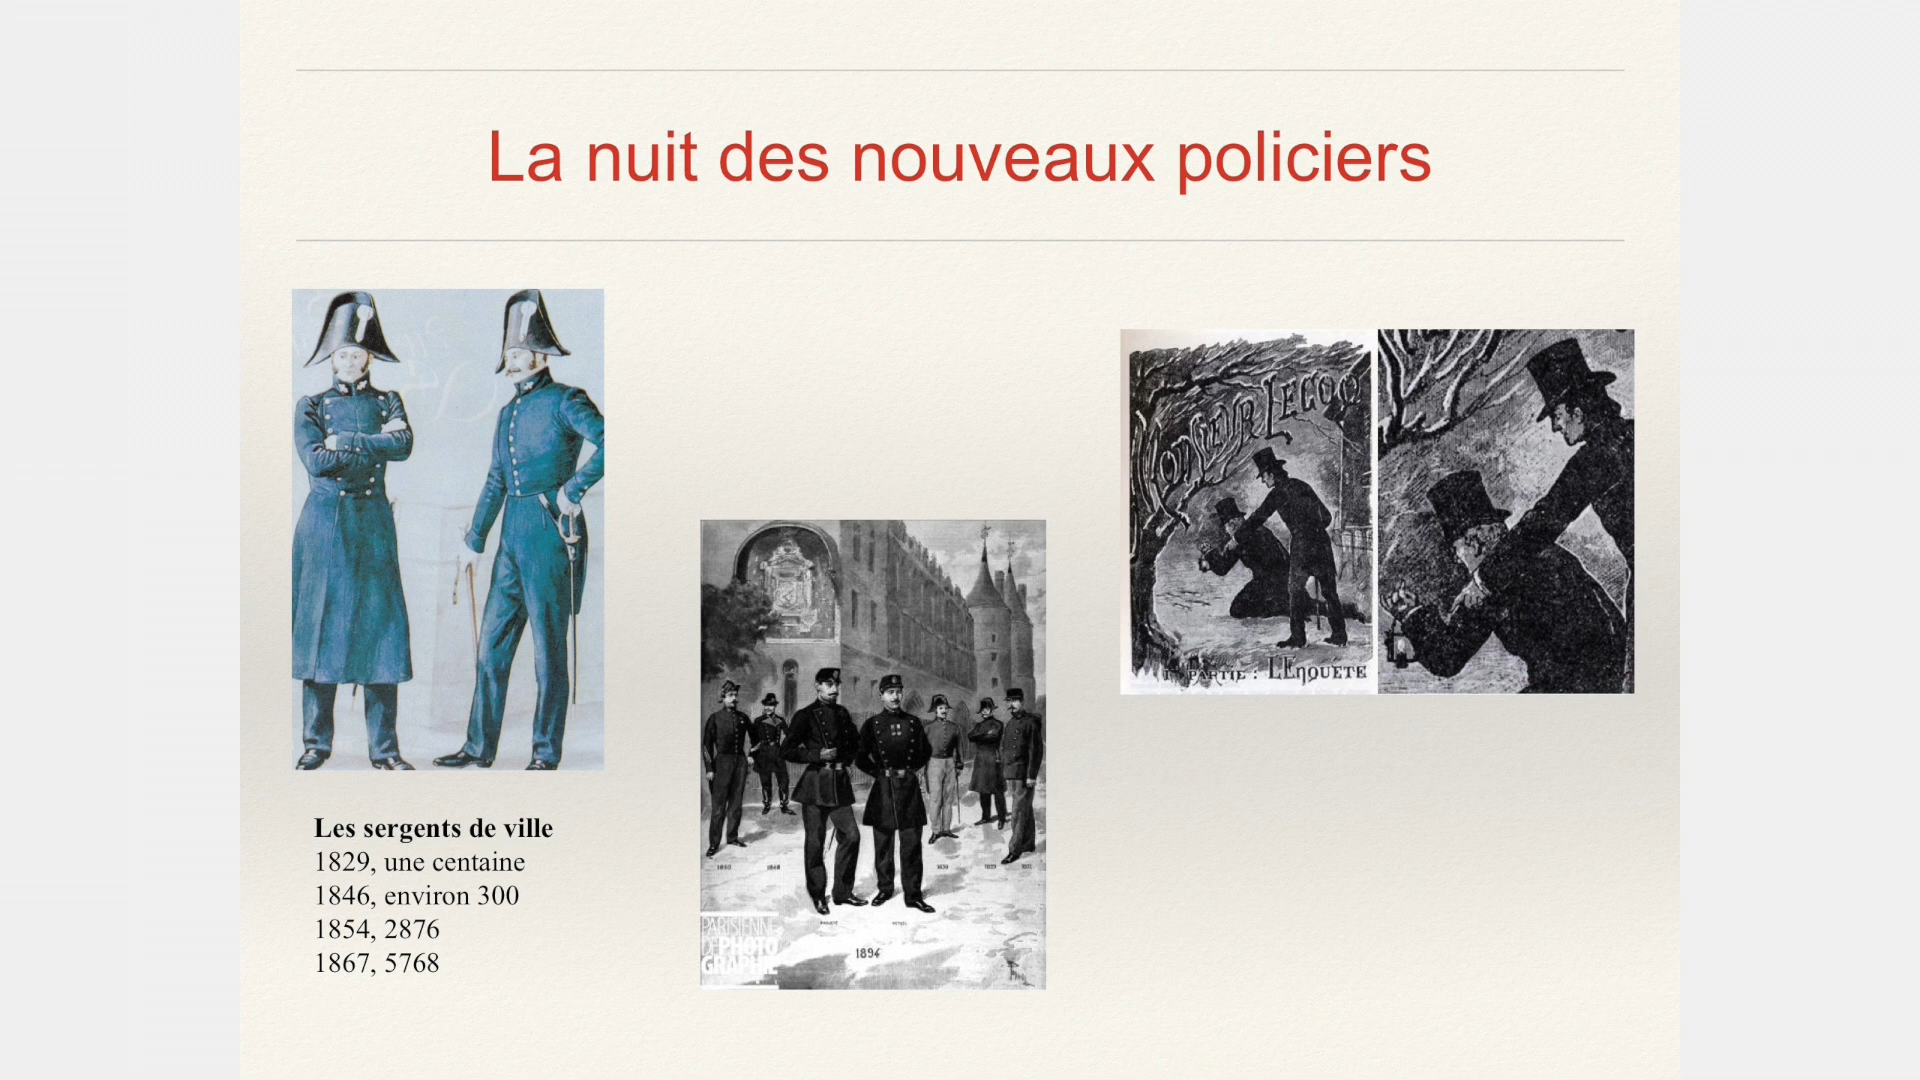 La nuit des nouveaux policiers
Les sergents de ville
1829, une centaine
1846, environ 300
1854, 2876
1867, 5768
PARISIENNE
DE PHOTO
GRAPHIE
1894
MONSIEUR LECOQ
PARTIE : L'ENQUETE